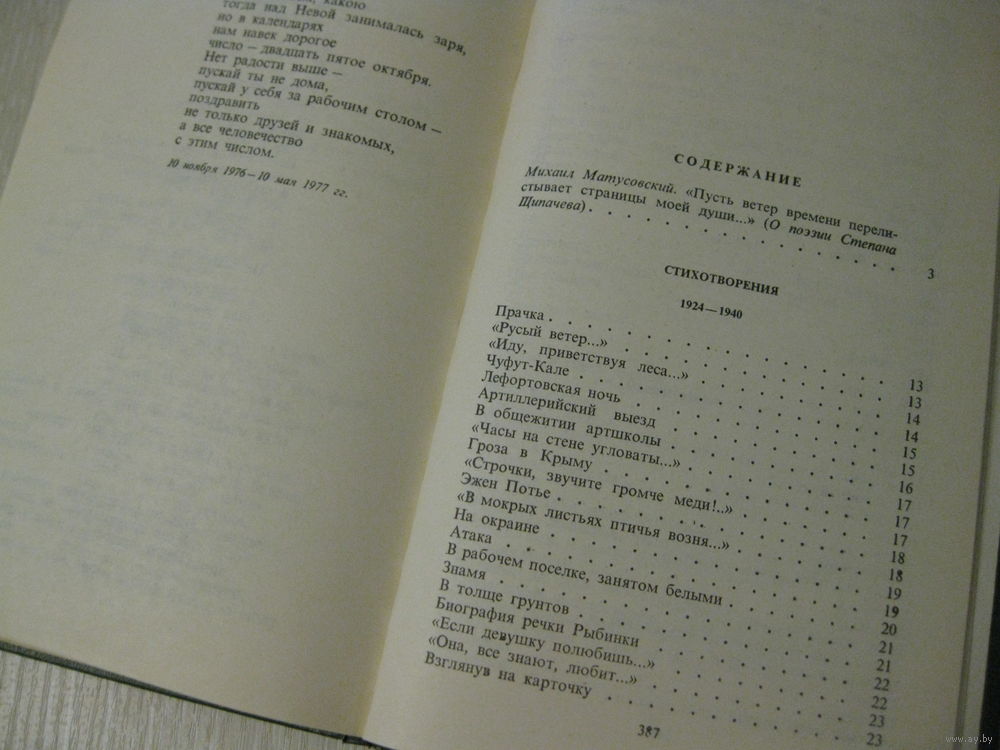 какою
тогда над Невой занималась заря,
но в календарях
нам навек дорогое
число — двадцать пятое октября.
Нет радости выше —
пускай ты не дома,
пускай у себя за рабочим столом —
поздравить
не только друзей и знакомых,
а все человечество
с этим числом.
10 ноября 1976 — 10 мая 1977 гг.
СОДЕРЖАНИЕ
Михаил Матусовский. «Пусть ветер времени перели-
стывает страницы моей души...» (О поэзии Степана
Щипачева) . . . . . . . . . . . . 3
СТИХОТВОРЕНИЯ
1924—1940
Прачка . . . . . . . . . . . . 13
«Русый ветер...» . . . . . . . . . . . . 13
«Иду, приветствуя леса...» . . . . . . . . . . 14
Чуфут-Кале . . . . . . . . . . . . 14
Лефортовская ночь . . . . . . . . . . . . 15
Артиллерийский выезд . . . . . . . . . . 15
В общежитии артшколы . . . . . . . . . . 16
«Часы на стене угловаты...» . . . . . . . . . . 17
Гроза в Крыму . . . . . . . . . . . . 17
«Строчки, звучите громче меди!..» . . . . . . . . 17
Эжен Потье . . . . . . . . . . . . 18
«В мокрых листьях птичья возня...» . . . . . . . . 18
На окраине . . . . . . . . . . . . 19
Атака . . . . . . . . . . . . 19
В рабочем поселке, занятом белыми . . . . . . . . 20
Знамя . . . . . . . . . . . . 21
В толще грунтов . . . . . . . . . . . . 21
Биография речки Рыбинки . . . . . . . . . . 22
«Если девушку полюбишь...» . . . . . . . . . . 22
«Она, все знают, любит...» . . . . . . . . . . 23
Взглянув на карточку . . . . . . . . . . 23
387
www.ay.by